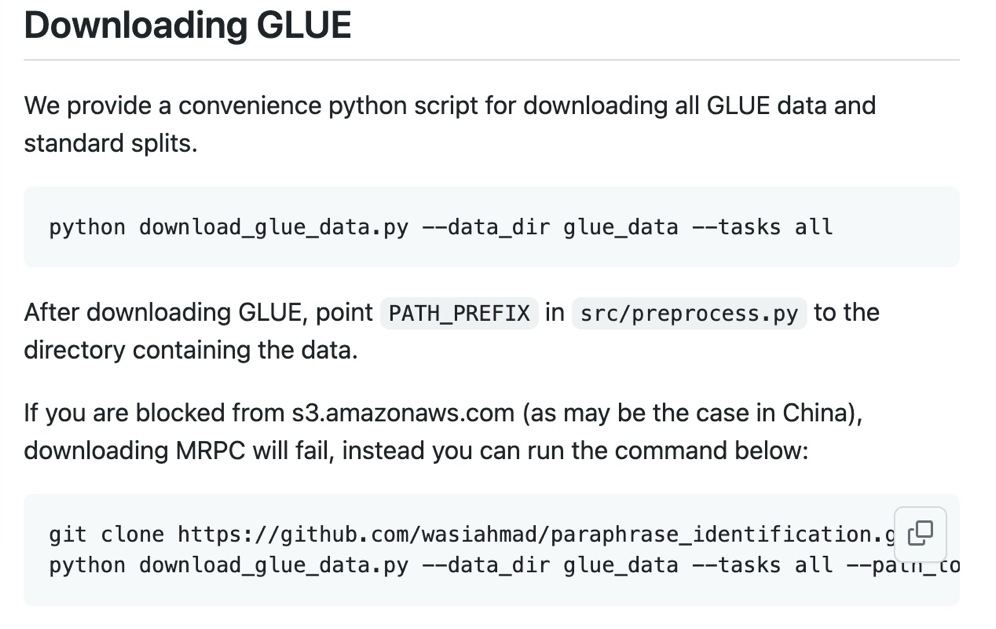 Downloading GLUE
We provide a convenience python script for downloading all GLUE data and
standard splits.
python download_glue_data.py --data_dir glue_data --tasks all
After downloading GLUE, point PATH_PREFIX in src/preprocess.py to the
directory containing the data.
If you are blocked from s3.amazonaws.com (as may be the case in China),
downloading MRPC will fail, instead you can run the command below:
git clone https://github.com/wasiahmad/paraphrase_identification.g
python download_glue_data.py --data_dir glue_data --tasks all --path_to